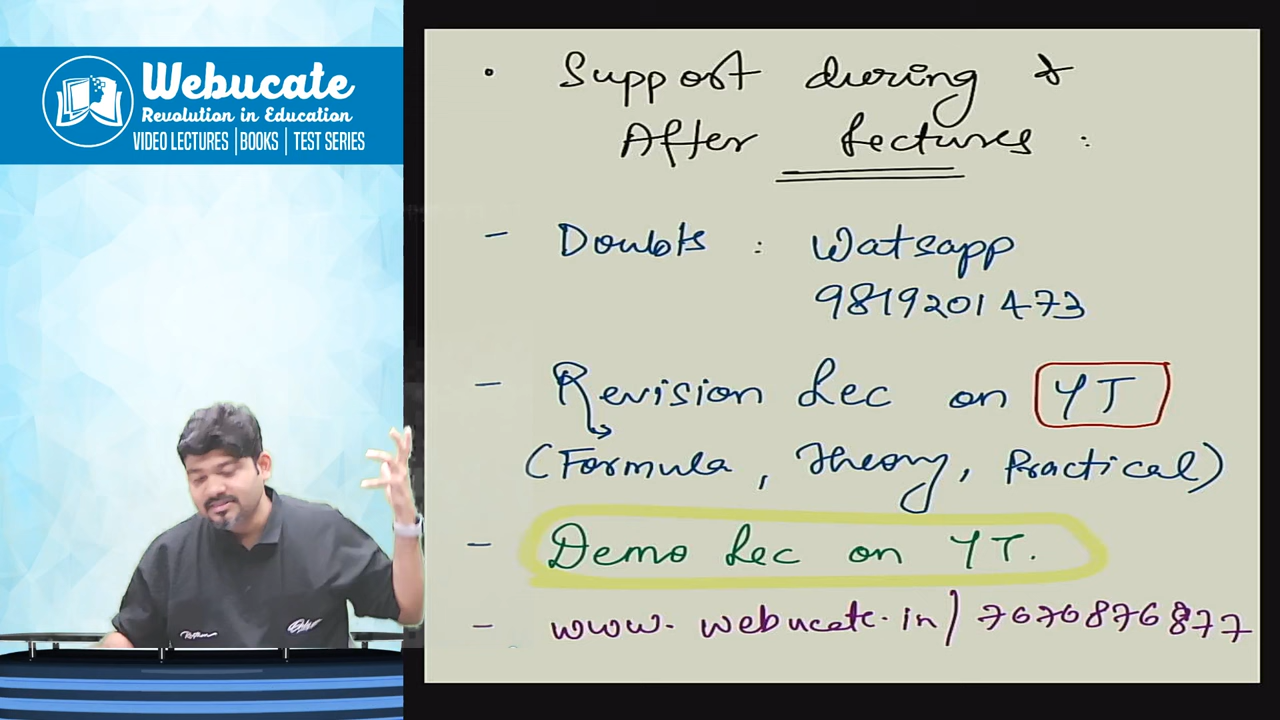 Webucate
Revolution in Education
VIDEO LECTURES | BOOKS | TEST SERIES
• Support during &
After Lectures :
- Doubts : Watsapp
9819201473
- Revision Lec on YT
(Formula, Theory, Practical)
- Demo Lec on YT.
- www.webucate.in / 7670876877